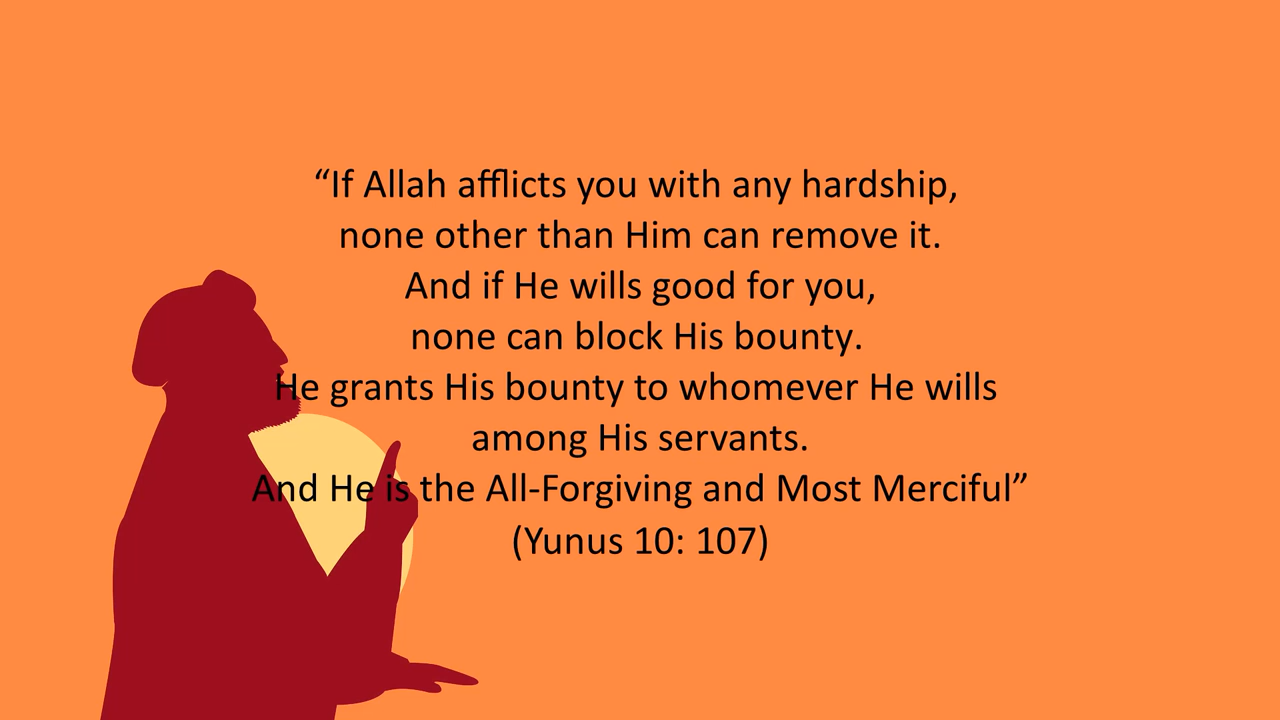 “If Allah afflicts you with any hardship,
none other than Him can remove it.
And if He wills good for you,
none can block His bounty.
He grants His bounty to whomever He wills
among His servants.
And He is the All-Forgiving and Most Merciful”
(Yunus 10: 107)